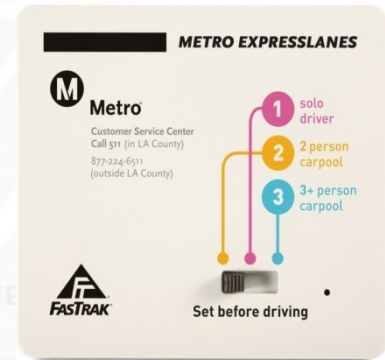 METRO EXPRESSLANES
M
Metro
Customer Service Center
Call 511 (in LA County)
877-224-6511
(outside LA County)
1 solo
driver
2 2 person
carpool
3 3+ person
carpool
FT
FASTRAK
Set before driving